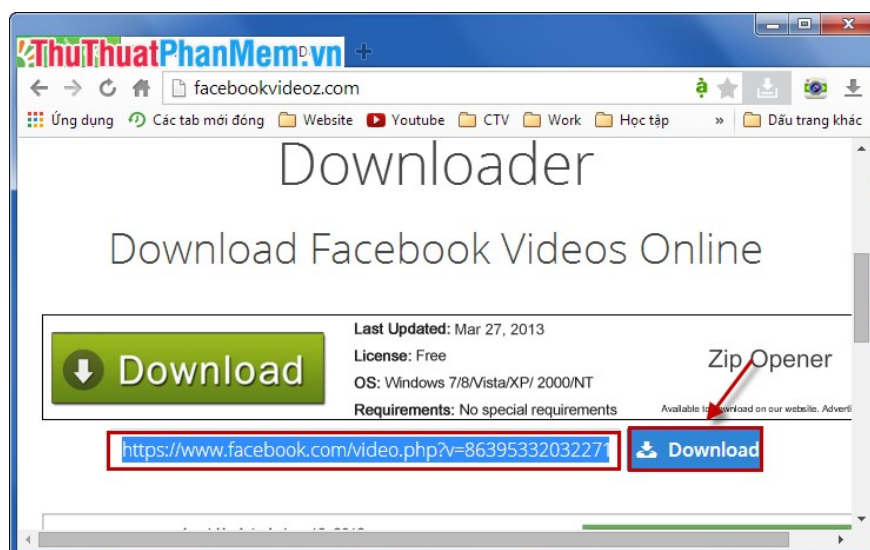 ThuThuatPhanMem.vn
facebookvideoz.com
Ứng dụng Các tab mới đóng Website Youtube CTV Work Học tập » Dấu trang khác
Downloader
Download Facebook Videos Online
Download
Last Updated: Mar 27, 2013
License: Free
OS: Windows 7/8/Vista/XP/ 2000/NT
Requirements: No special requirements
Zip Opener
Available to download on our website. Adverti
https://www.facebook.com/video.php?v=86395332032271
Download